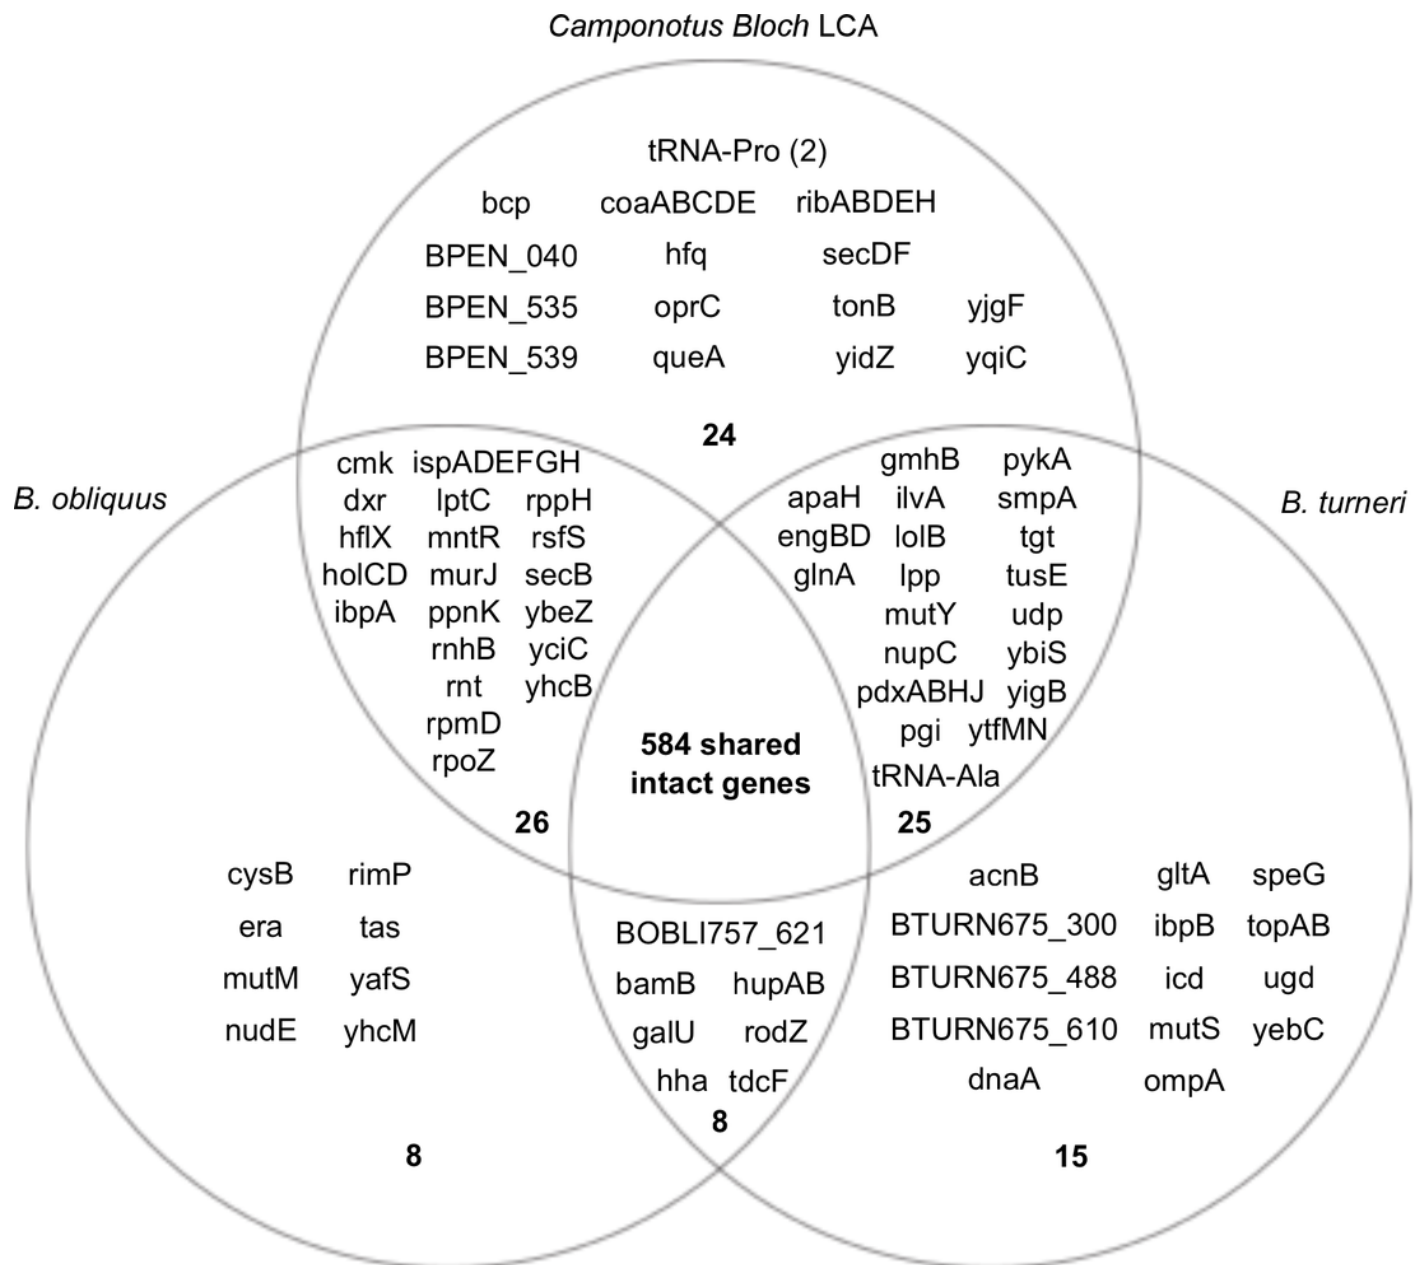 Camponotus Bloch LCA
tRNA-Pro (2)
bcp coaABCDE ribABDEH
BPEN_040 hfq secDF
BPEN_535 oprC tonB yjgF
BPEN_539 queA yidZ yqiC
24
B. obliquus
cmk ispADEFGH
dxr lptC rppH
hflX mntR rsfS
holCD murJ secB
ibpA ppnK ybeZ
rnhB yciC
rnt yhcB
rpmD
rpoZ
26
B. turneri
gmhB pykA
apaH ilvA smpA
engBD lolB tgt
glnA lpp tusE
mutY udp
nupC ybiS
pdxABHJ yigB
pgi ytfMN
tRNA-Ala
25
584 shared
intact genes
cysB rimP
era tas
mutM yafS
nudE yhcM
8
BOBLI757_621
bamB hupAB
galU rodZ
hha tdcF
8
acnB gltA speG
BTURN675_300 ibpB topAB
BTURN675_488 icd ugd
BTURN675_610 mutS yebC
dnaA ompA
15